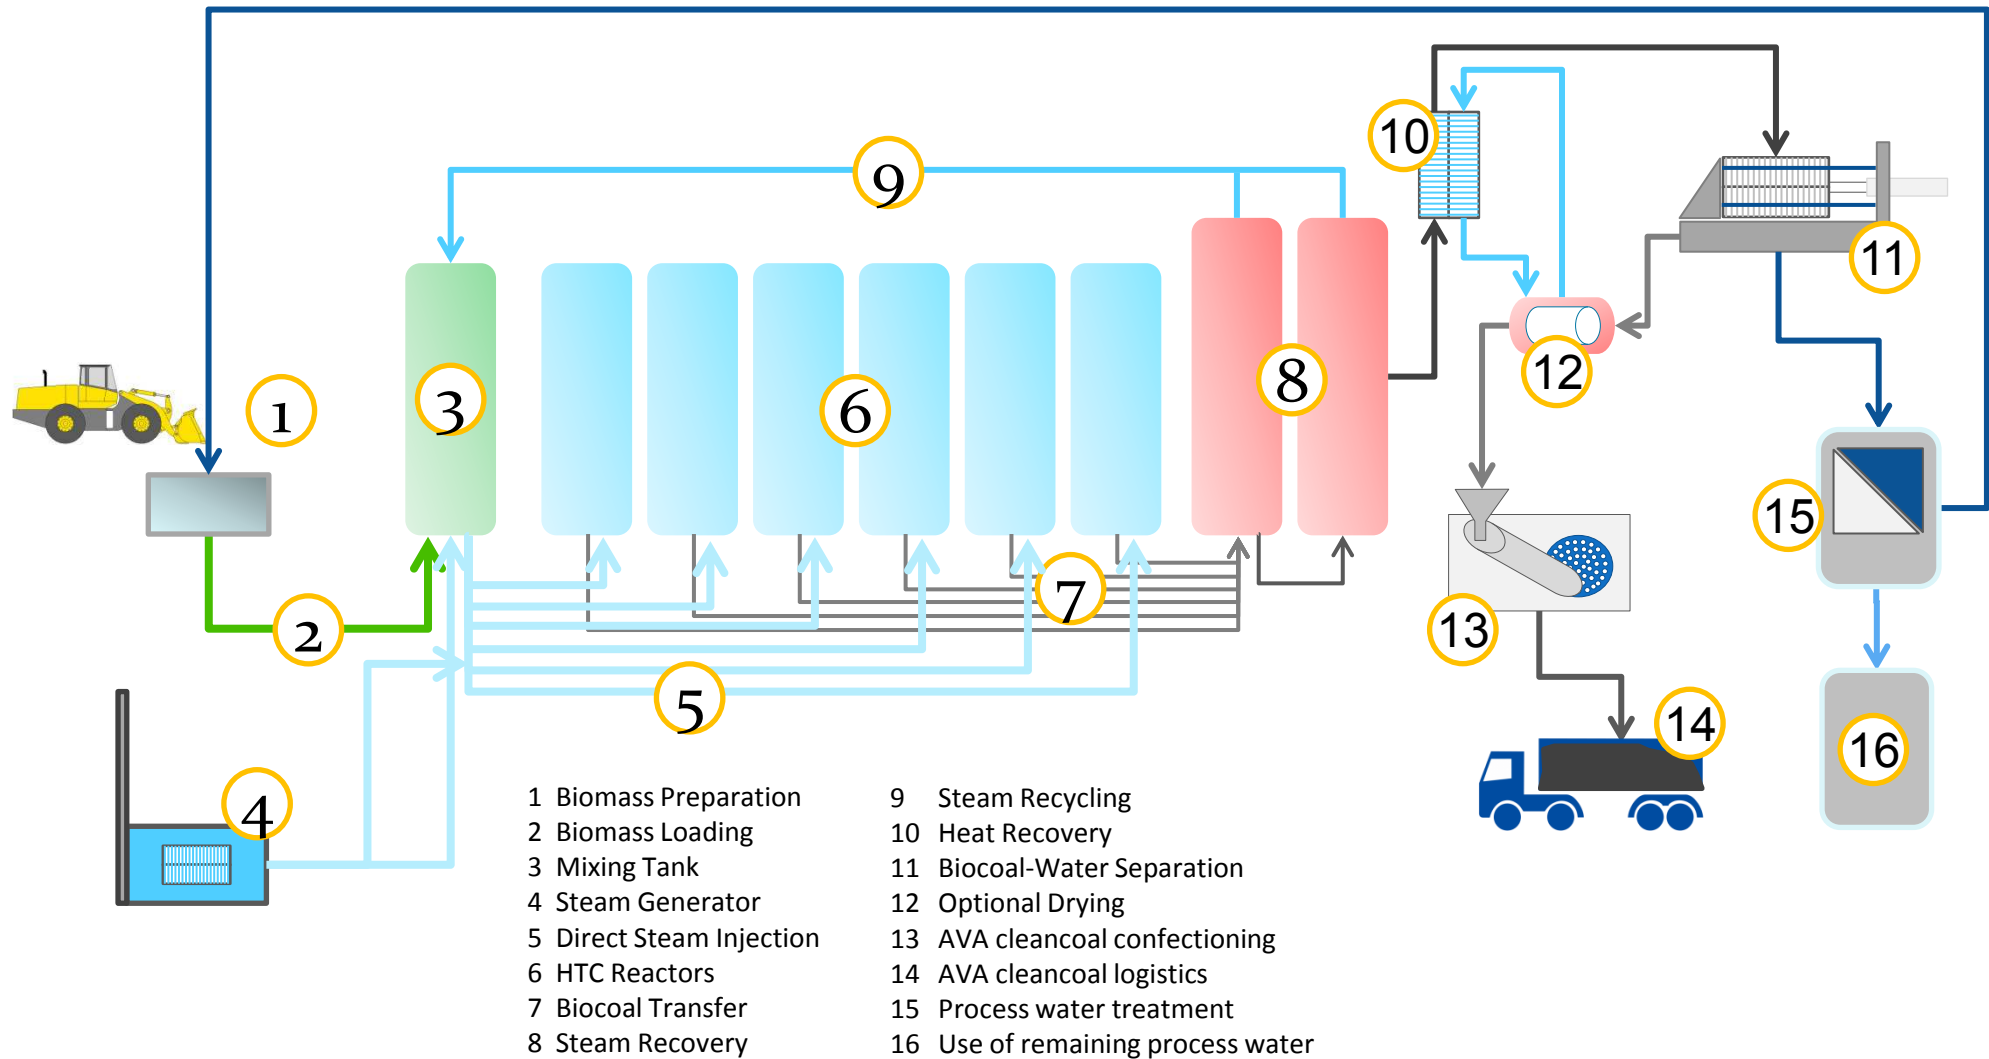 10
9
11
12
1
3
6
8
15
7
2
13
5
14
16
4
1 Biomass Preparation
2 Biomass Loading
3 Mixing Tank
4 Steam Generator
5 Direct Steam Injection
6 HTC Reactors
7 Biocoal Transfer
8 Steam Recovery
9 Steam Recycling
10 Heat Recovery
11 Biocoal-Water Separation
12 Optional Drying
13 AVA cleancoal confectioning
14 AVA cleancoal logistics
15 Process water treatment
16 Use of remaining process water